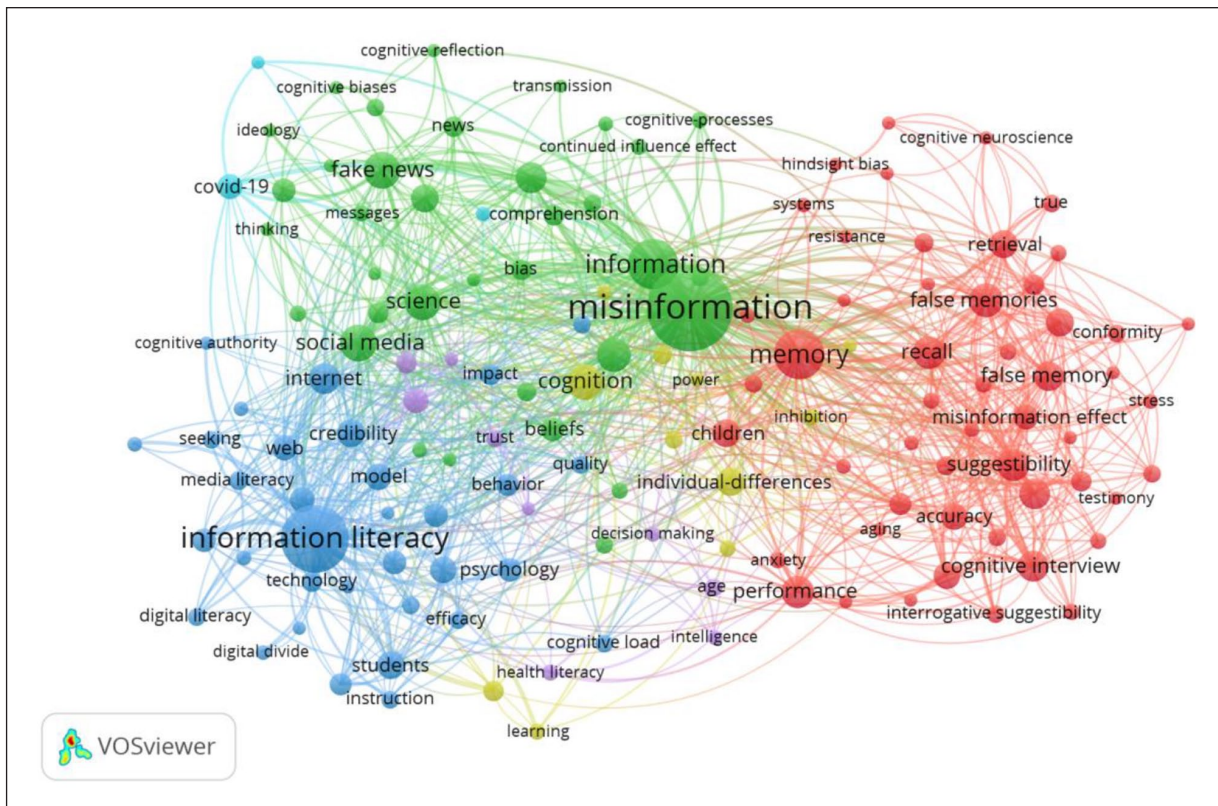 cognitive reflection
cognitive biases
transmission
ideology
news
cognitive-processes
continued influence effect
cognitive neuroscience
fake news
hindsight bias
covid-19
messages
comprehension
systems
true
thinking
resistance
retrieval
information
bias
science
misinformation
false memories
conformity
cognitive authority
social media
memory
recall
internet
impact
cognition
power
false memory
stress
inhibition
misinformation effect
seeking
credibility
trust
beliefs
children
web
quality
suggestibility
media literacy
model
behavior
individual-differences
testimony
accuracy
information literacy
decision making
aging
technology
psychology
anxiety
cognitive interview
age
performance
digital literacy
efficacy
interrogative suggestibility
digital divide
cognitive load
intelligence
students
health literacy
instruction
learning
VOSviewer